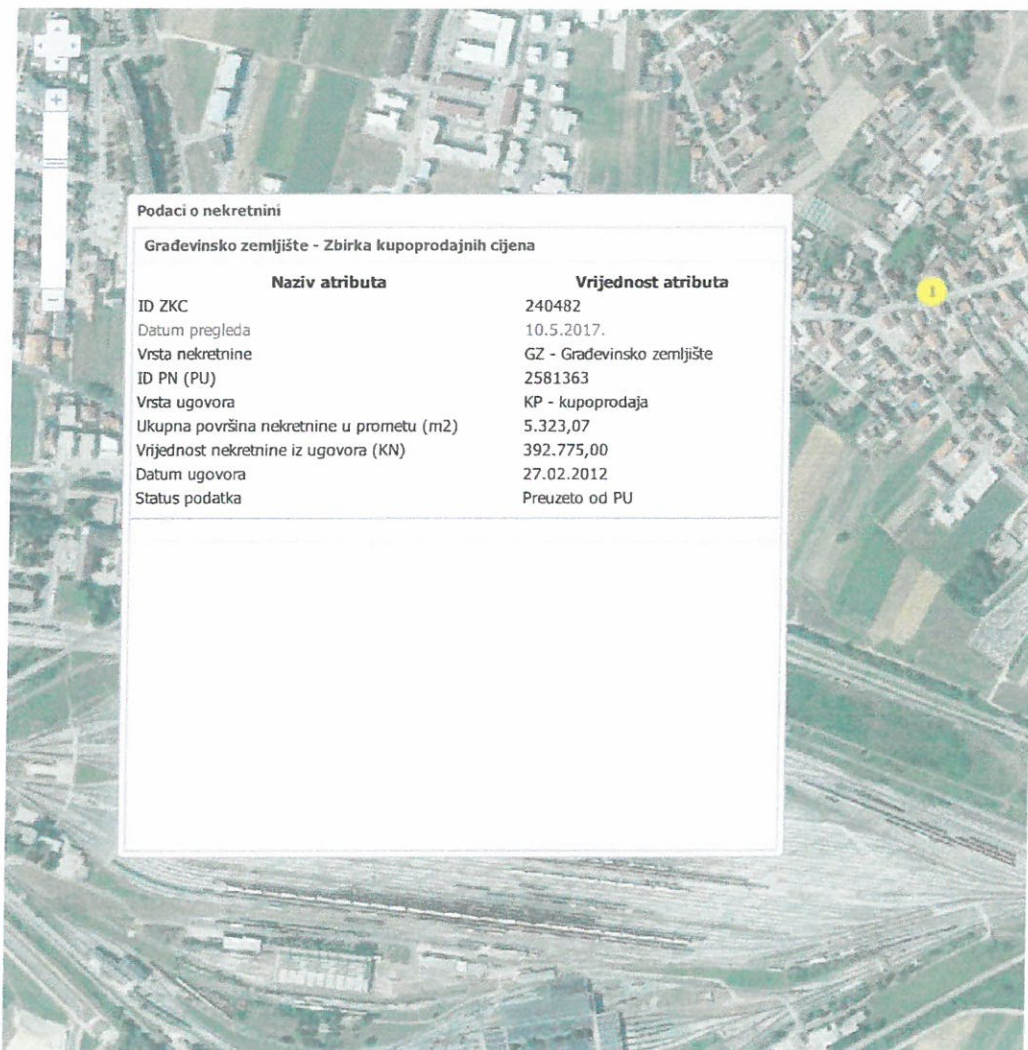 Podaci o nekretnini
Građevinsko zemljište - Zbirka kupoprodajnih cijena
Naziv atributa Vrijednost atributa
ID ZKC 240482
Datum pregleda 10.5.2017.
Vrsta nekretnine GZ - Građevinsko zemljište
ID PN (PU) 2581363
Vrsta ugovora KP - kupoprodaja
Ukupna površina nekretnine u prometu (m2) 5.323,07
Vrijednost nekretnine iz ugovora (KN) 392.775,00
Datum ugovora 27.02.2012
Status podatka Preuzeto od PU
1